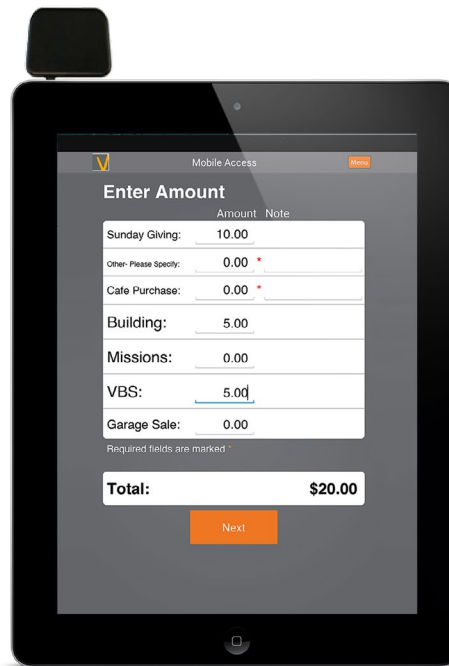 Mobile Access Menu
Enter Amount
Amount Note
Sunday Giving: 10.00
Other- Please Specify: 0.00 *
Cafe Purchase: 0.00 *
Building: 5.00
Missions: 0.00
VBS: 5.00
Garage Sale: 0.00
Required fields are marked *
Total: $20.00
Next